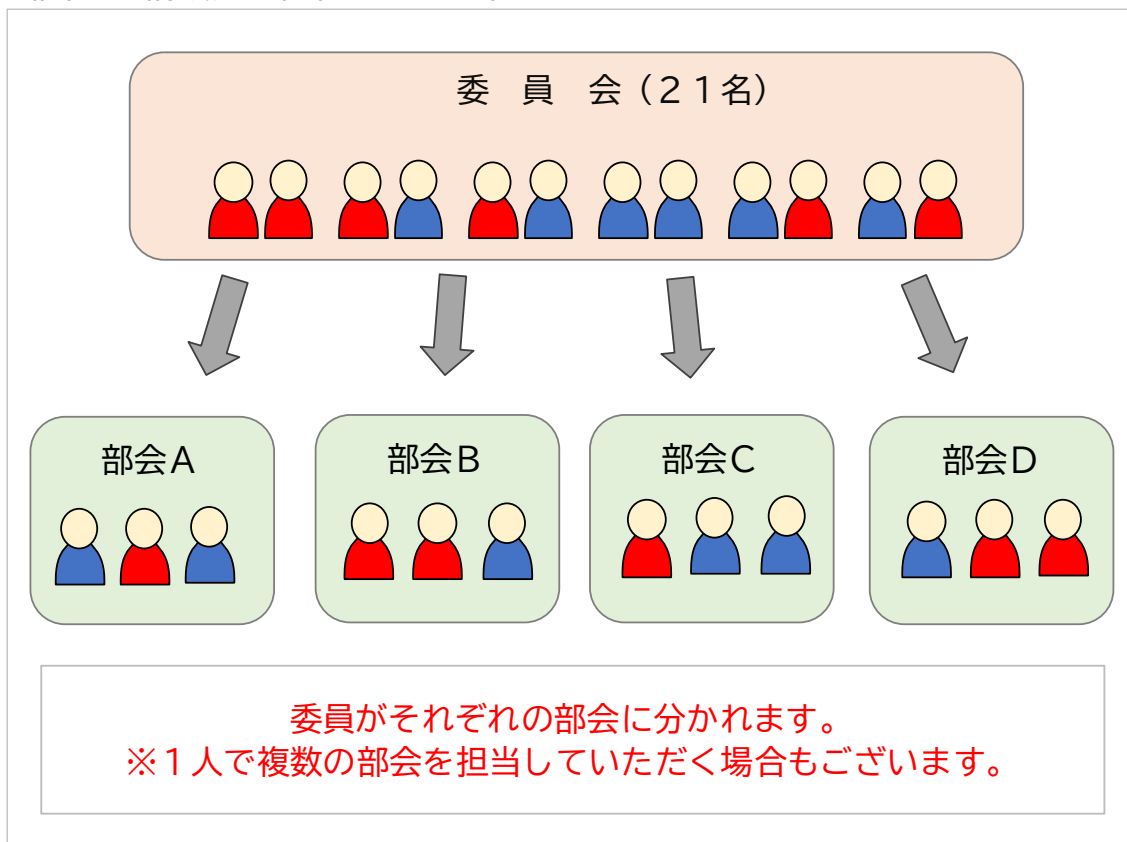 委　員　会（２１名）
部会Ａ
部会Ｂ
部会Ｃ
部会Ｄ
委員がそれぞれの部会に分かれます。
※１人で複数の部会を担当していただく場合もございます。